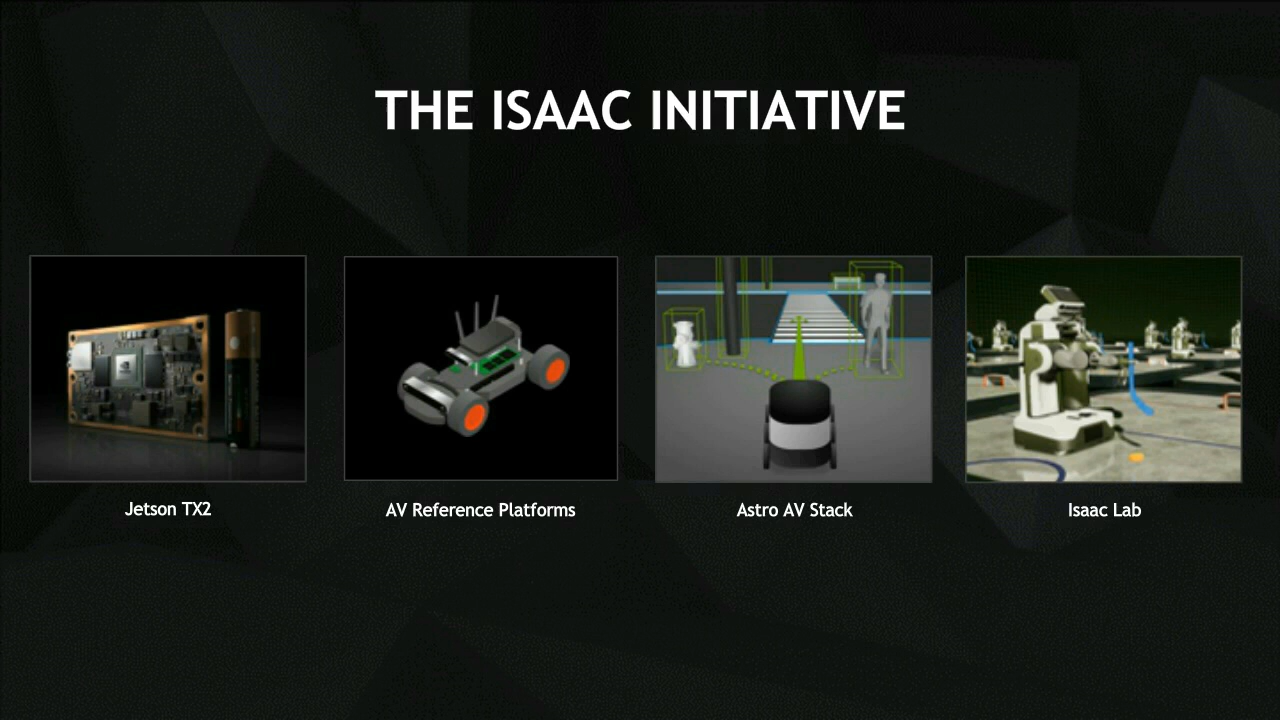 THE ISAAC INITIATIVE
Jetson TX2
AV Reference Platforms
Astro AV Stack
Isaac Lab